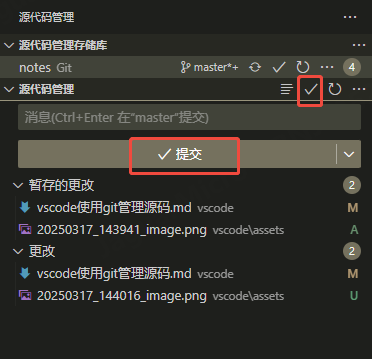 源代码管理
源代码管理存储库
notes Git master*+ 4
源代码管理
消息(Ctrl+Enter 在"master"提交)
提交
暂存的更改 2
vscode使用git管理源码.md vscode M
20250317_143941_image.png vscode\assets A
更改 2
vscode使用git管理源码.md vscode M
20250317_144016_image.png vscode\assets U